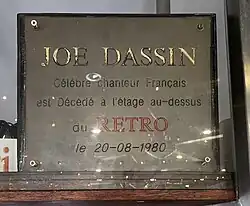 JOE DASSIN
Célèbre chanteur Français
est Décédé à l'étage au-dessus
du RETRO
le 20-08-1980